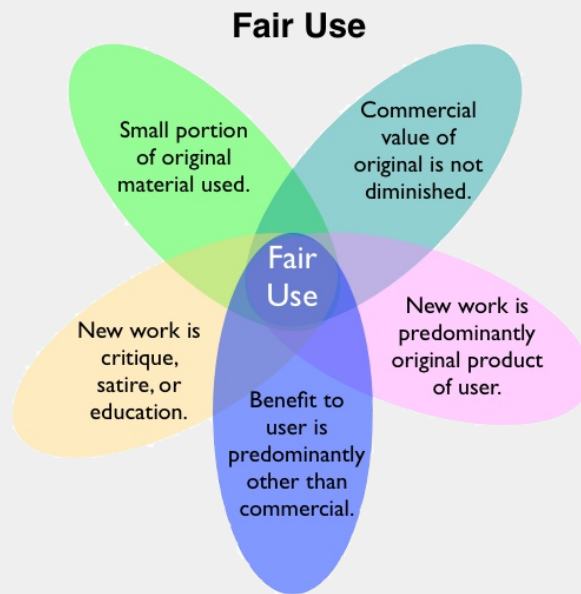 Fair Use
Small portion
of original
material used.
Commercial
value of
original is not
diminished.
Fair
Use
New work is
critique,
satire, or
education.
New work is
predominantly
original product
of user.
Benefit to
user is
predominantly
other than
commercial.